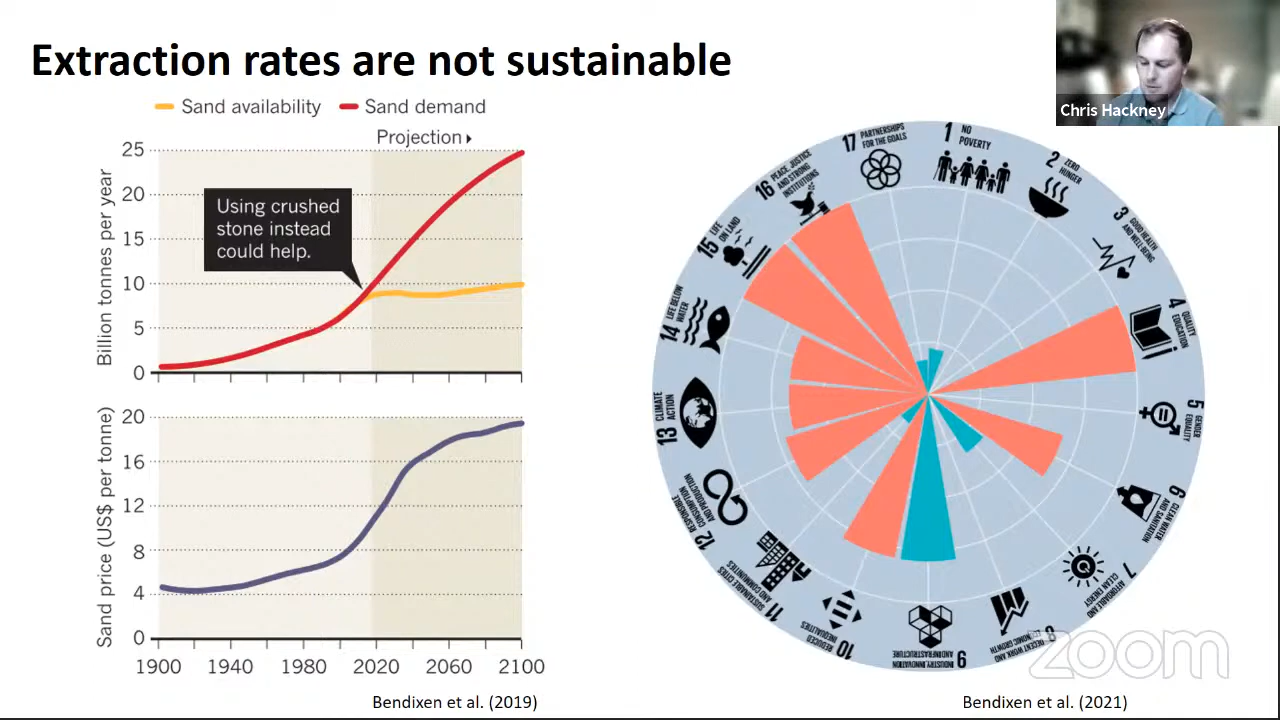 Extraction rates are not sustainable
Chris Hackney
Sand availability
Sand demand
Projection
Billion tonnes per year
25
20
15
10
5
0
Using crushed
stone instead
could help.
Sand price (US$ per tonne)
20
16
12
8
4
0
1900
1940
1980
2020
2060
2100
Bendixen et al. (2019)
1
NO
POVERTY
2
ZERO
HUNGER
3
GOOD HEALTH
AND WELL-BEING
4
QUALITY
EDUCATION
5
GENDER
EQUALITY
6
CLEAN WATER
AND SANITATION
7
AFFORDABLE AND
CLEAN ENERGY
8
DECENT WORK AND
ECONOMIC GROWTH
9
INDUSTRY, INNOVATION
AND INFRASTRUCTURE
10
REDUCED
INEQUALITIES
11
SUSTAINABLE CITIES
AND COMMUNITIES
12
RESPONSIBLE
CONSUMPTION
AND PRODUCTION
13
CLIMATE
ACTION
14
LIFE BELOW
WATER
15
LIFE
ON LAND
16
PEACE, JUSTICE
AND STRONG
INSTITUTIONS
17
PARTNERSHIPS
FOR THE GOALS
zoom
Bendixen et al. (2021)